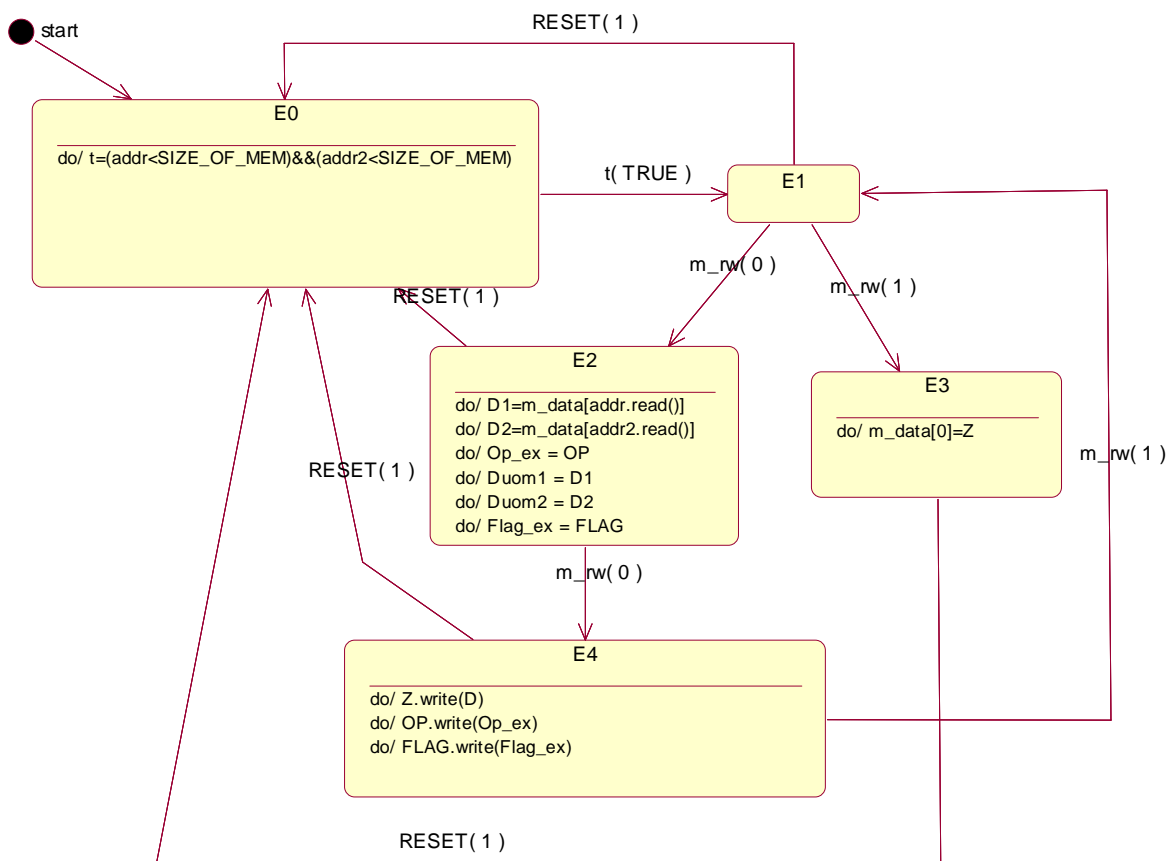 RESET( 1 )
start
E0
do/ t=(addr<SIZE_OF_MEM)&&(addr2<SIZE_OF_MEM)
t( TRUE )
E1
m_rw( 0 )
m_rw( 1 )
RESET( 1 )
E2
do/ D1=m_data[addr.read()]
do/ D2=m_data[addr2.read()]
do/ Op_ex = OP
do/ Duom1 = D1
do/ Duom2 = D2
do/ Flag_ex = FLAG
E3
do/ m_data[0]=Z
m_rw( 1 )
RESET( 1 )
m_rw( 0 )
E4
do/ Z.write(D)
do/ OP.write(Op_ex)
do/ FLAG.write(Flag_ex)
RESET( 1 )